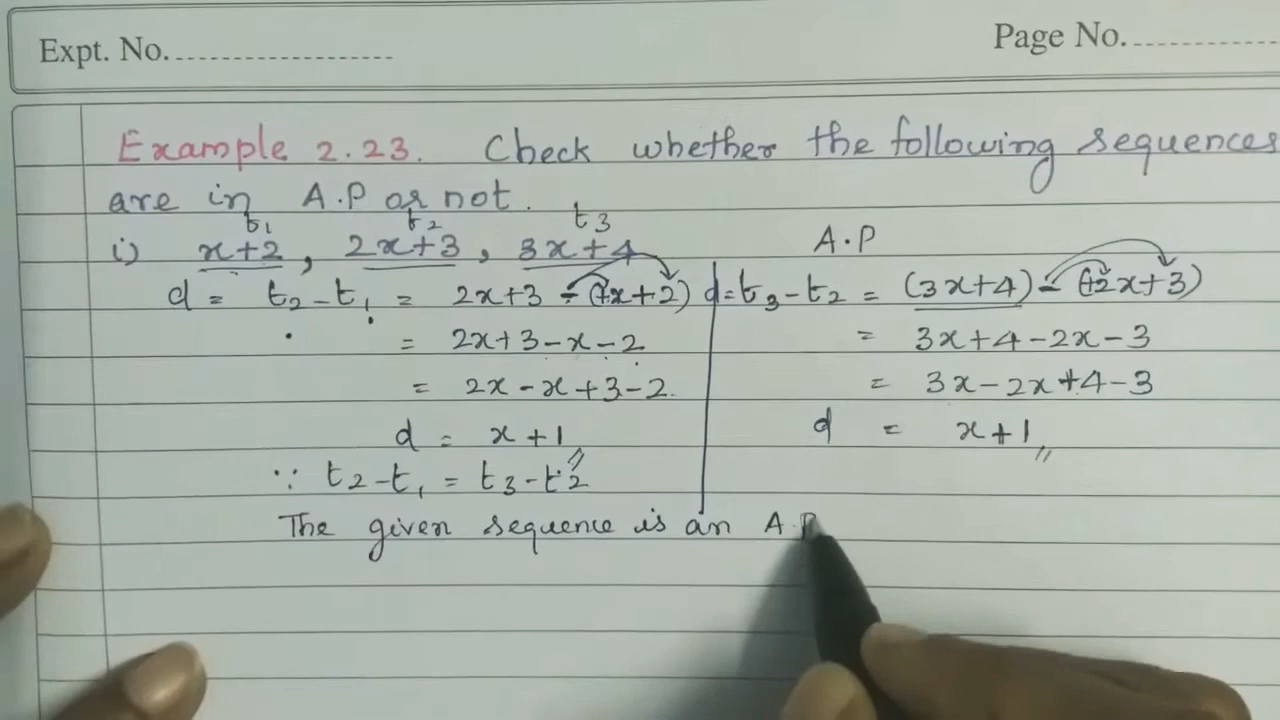 Expt. No. Page No.
Example 2.23. Check whether the following sequences
are in A.P or not.
t₁ t₂ t₃
i) x+2, 2x+3, 3x+4 A.P
d = t₂-t₁ = 2x+3 - (+x+2) d=t₃-t₂ = (3x+4) - (+2x+3)
= 2x+3-x-2 = 3x+4-2x-3
= 2x-x+3-2. = 3x-2x+4-3
d = x+1 d = x+1
∵ t₂-t₁ = t₃-t₂
The given sequence is an A.P